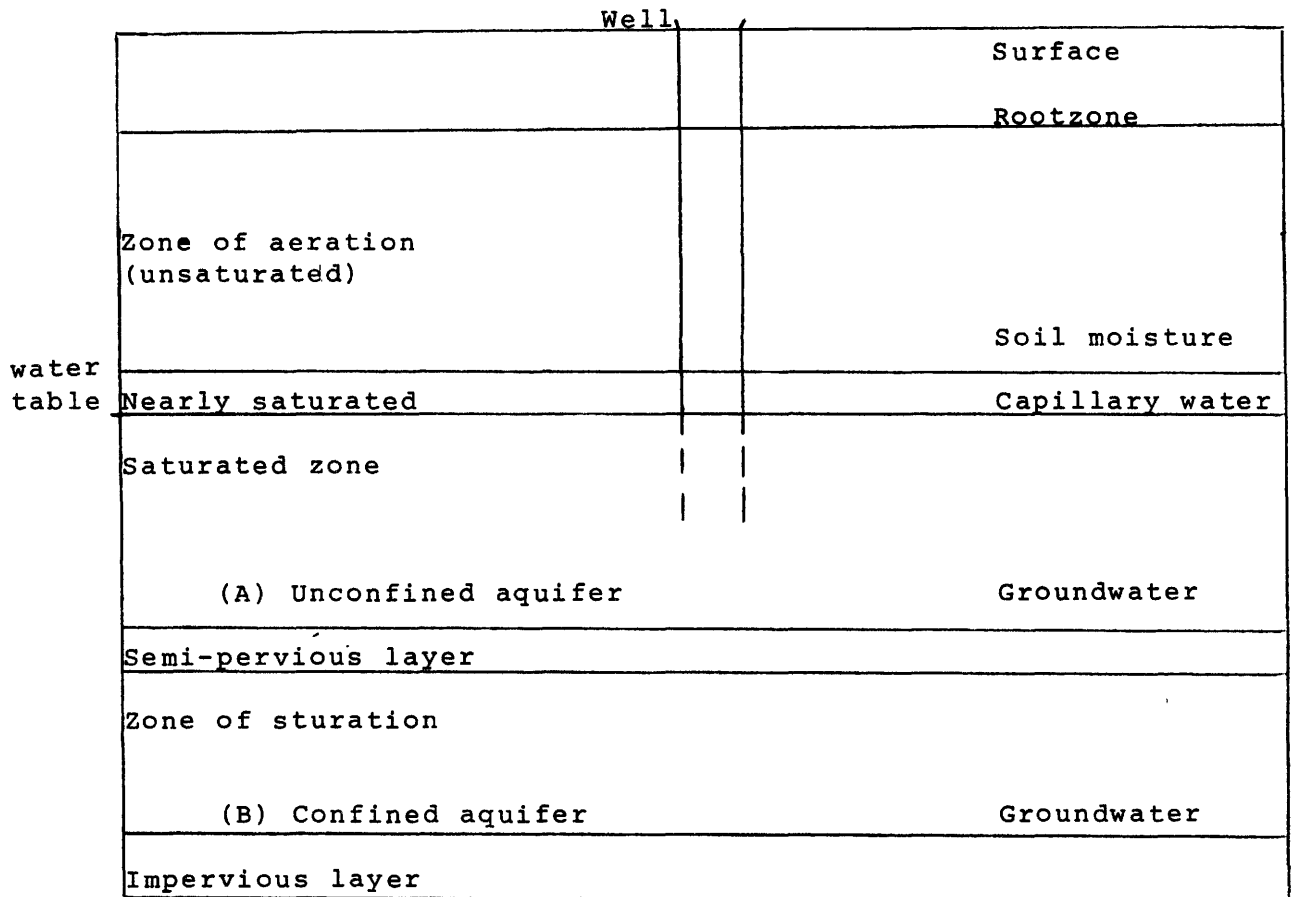 Well
Surface
Rootzone
Zone of aeration
(unsaturated)
Soil moisture
water
table
Nearly saturated
Capillary water
Saturated zone
(A) Unconfined aquifer
Groundwater
Semi-pervious layer
Zone of sturation
(B) Confined aquifer
Groundwater
Impervious layer